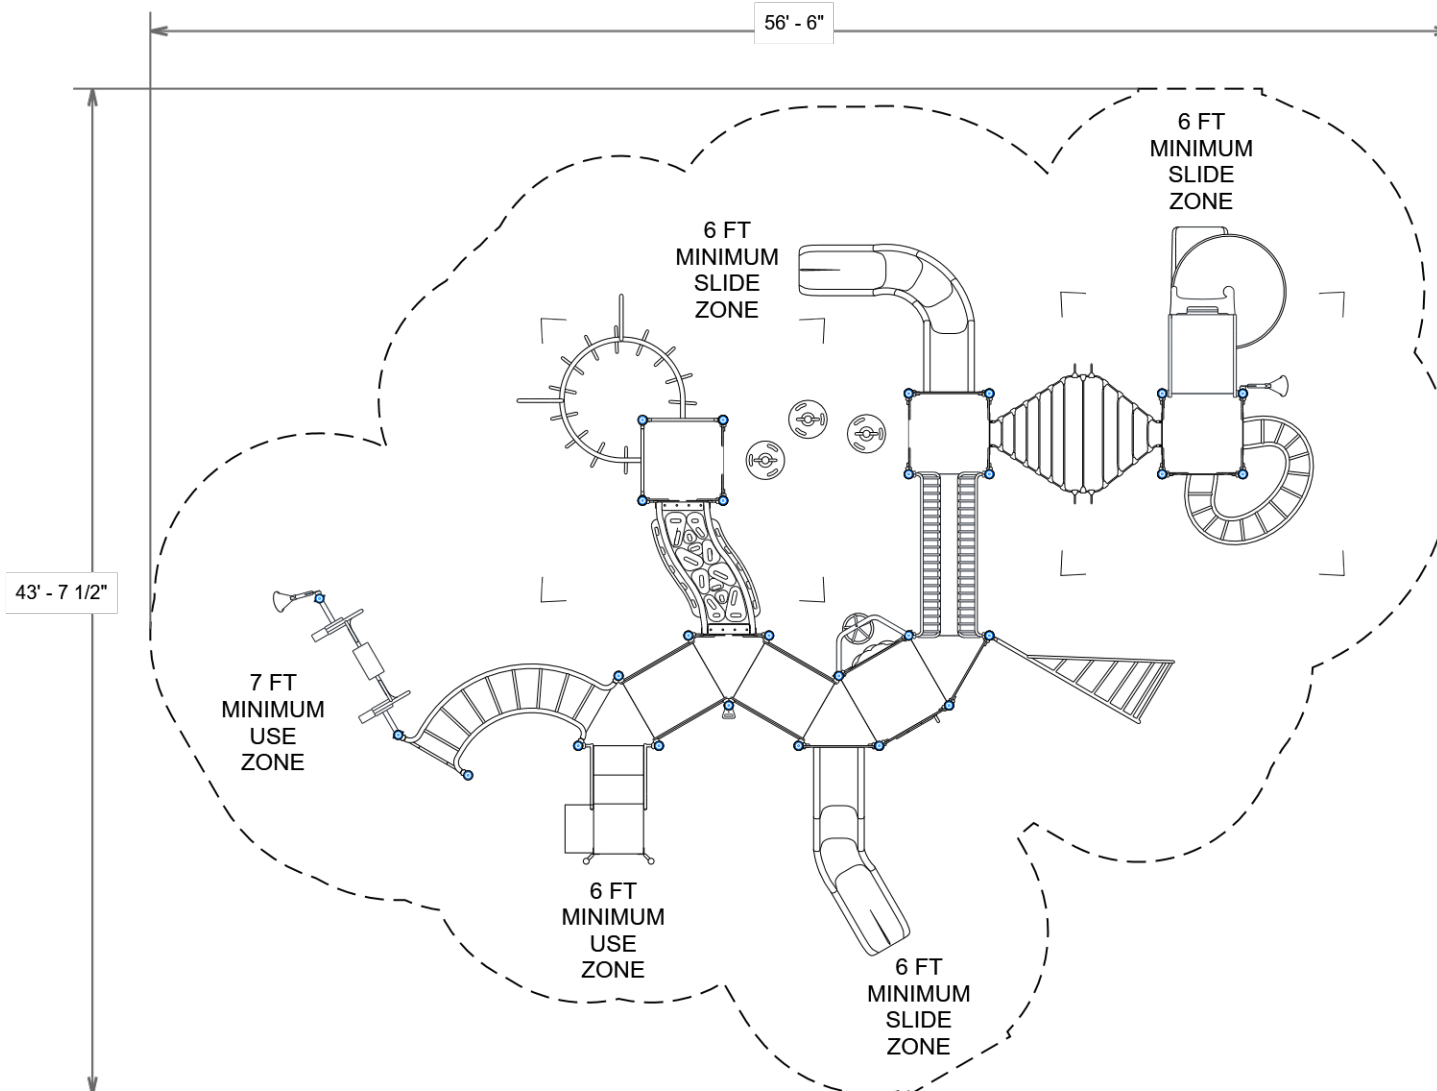 56' - 6"
6 FT
MINIMUM
SLIDE
ZONE
6 FT
MINIMUM
SLIDE
ZONE
43' - 7 1/2"
7 FT
MINIMUM
USE
ZONE
6 FT
MINIMUM
USE
ZONE
6 FT
MINIMUM
SLIDE
ZONE